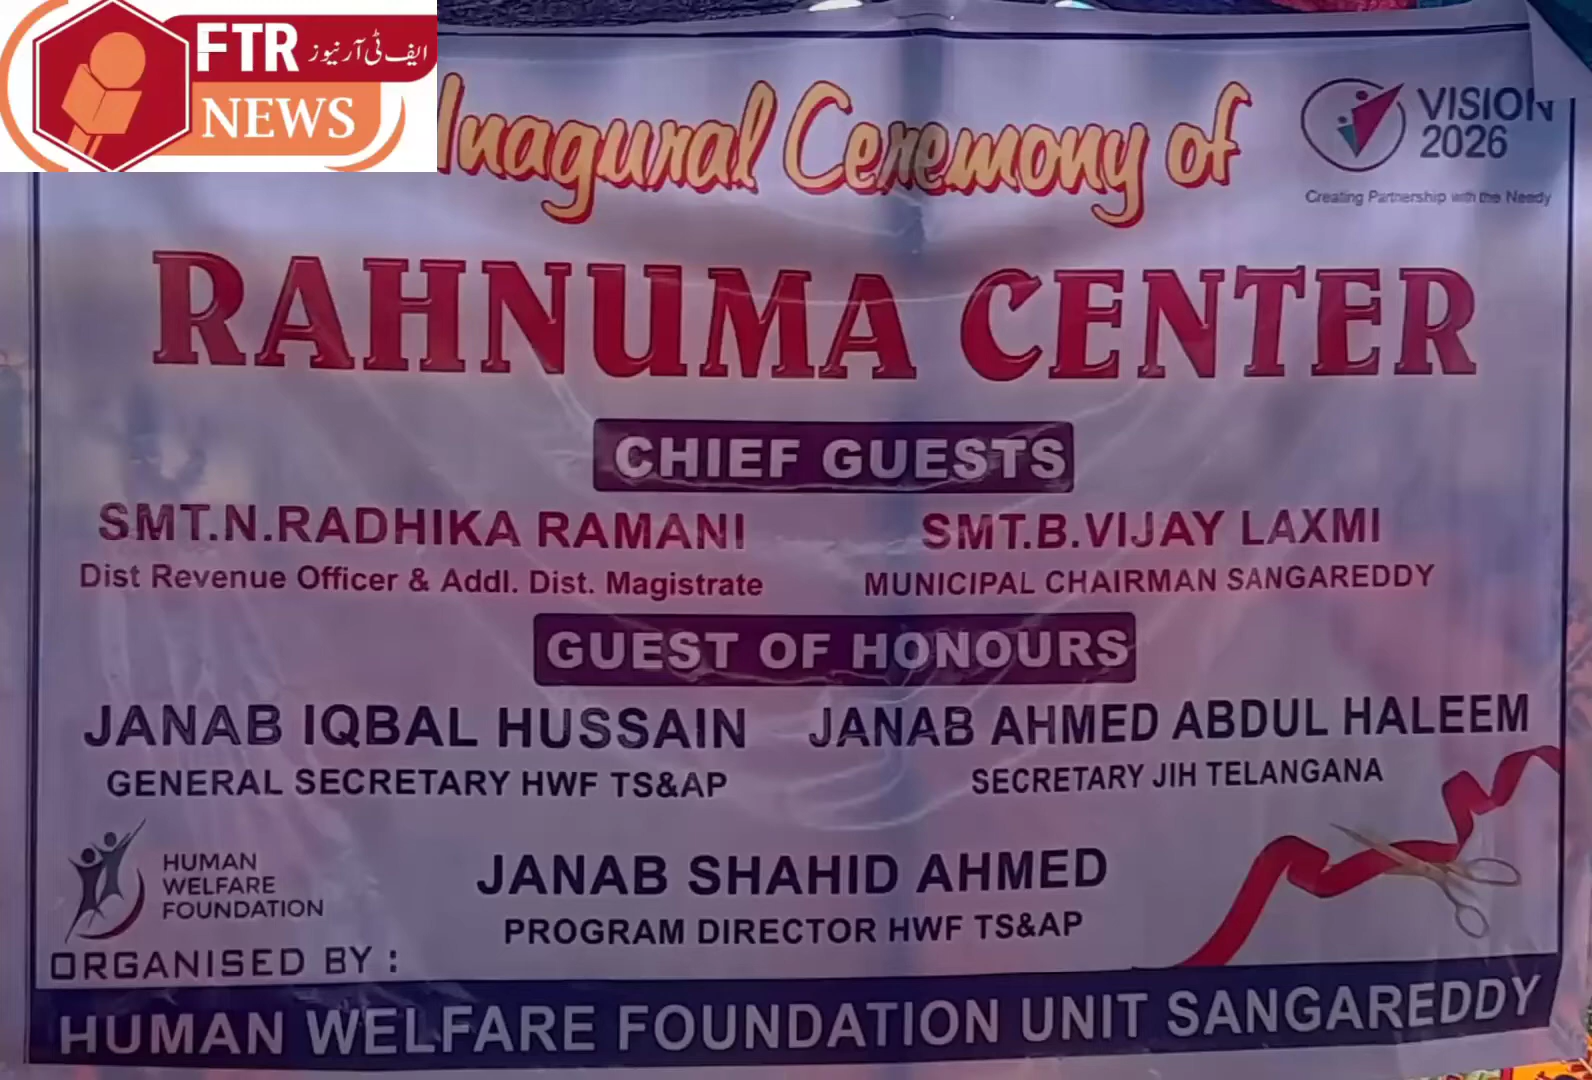 FTR ایف ٹی آر نیوز
NEWS
Inagural Ceremony of
VISION
2026
Creating Partnership with the Needy
RAHNUMA CENTER
CHIEF GUESTS
SMT.N.RADHIKA RAMANI
Dist Revenue Officer & Addl. Dist. Magistrate
SMT.B.VIJAY LAXMI
MUNICIPAL CHAIRMAN SANGAREDDY
GUEST OF HONOURS
JANAB IQBAL HUSSAIN
GENERAL SECRETARY HWF TS&AP
JANAB AHMED ABDUL HALEEM
SECRETARY JIH TELANGANA
HUMAN
WELFARE
FOUNDATION
JANAB SHAHID AHMED
PROGRAM DIRECTOR HWF TS&AP
ORGANISED BY :
HUMAN WELFARE FOUNDATION UNIT SANGAREDDY